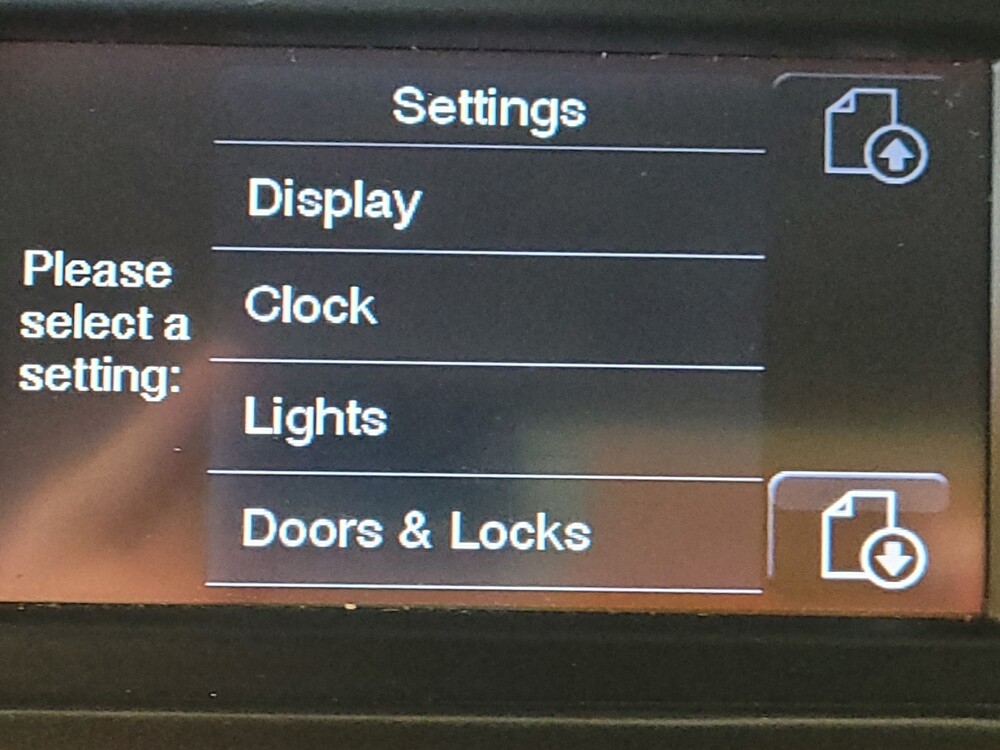 Settings
Display
Please
select a
setting:
Clock
Lights
Doors & Locks